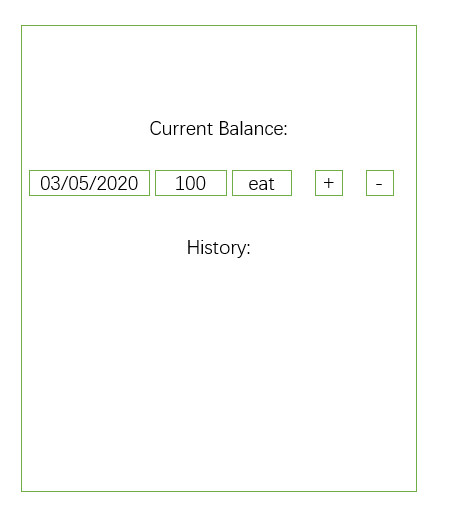 Current Balance:
03/05/2020 100 eat + -
History: